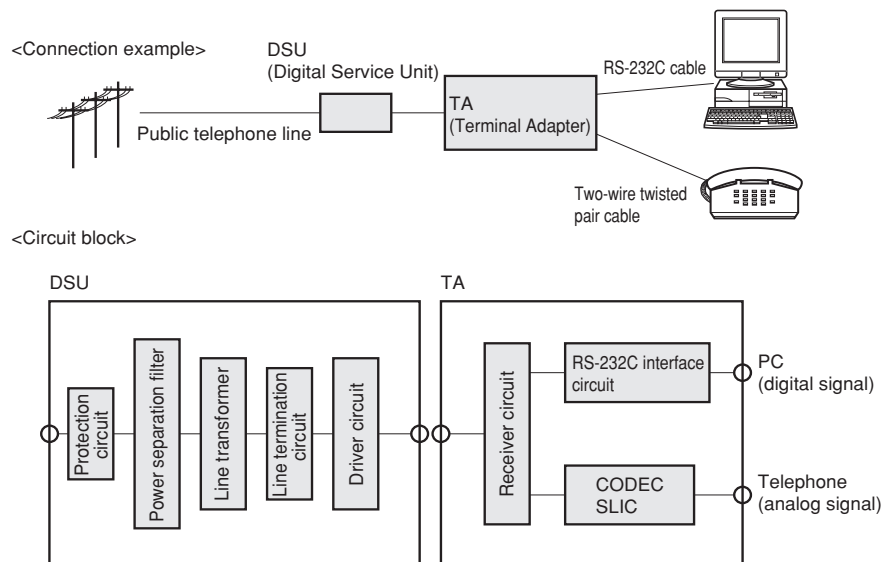 <Connection example>
DSU
(Digital Service Unit)
RS-232C cable
TA
(Terminal Adapter)
Public telephone line
Two-wire twisted
pair cable
<Circuit block>
DSU
TA
Protection
circuit
Power separation filter
Line transformer
Line termination
circuit
Driver circuit
Receiver circuit
RS-232C interface
circuit
PC
(digital signal)
CODEC
SLIC
Telephone
(analog signal)